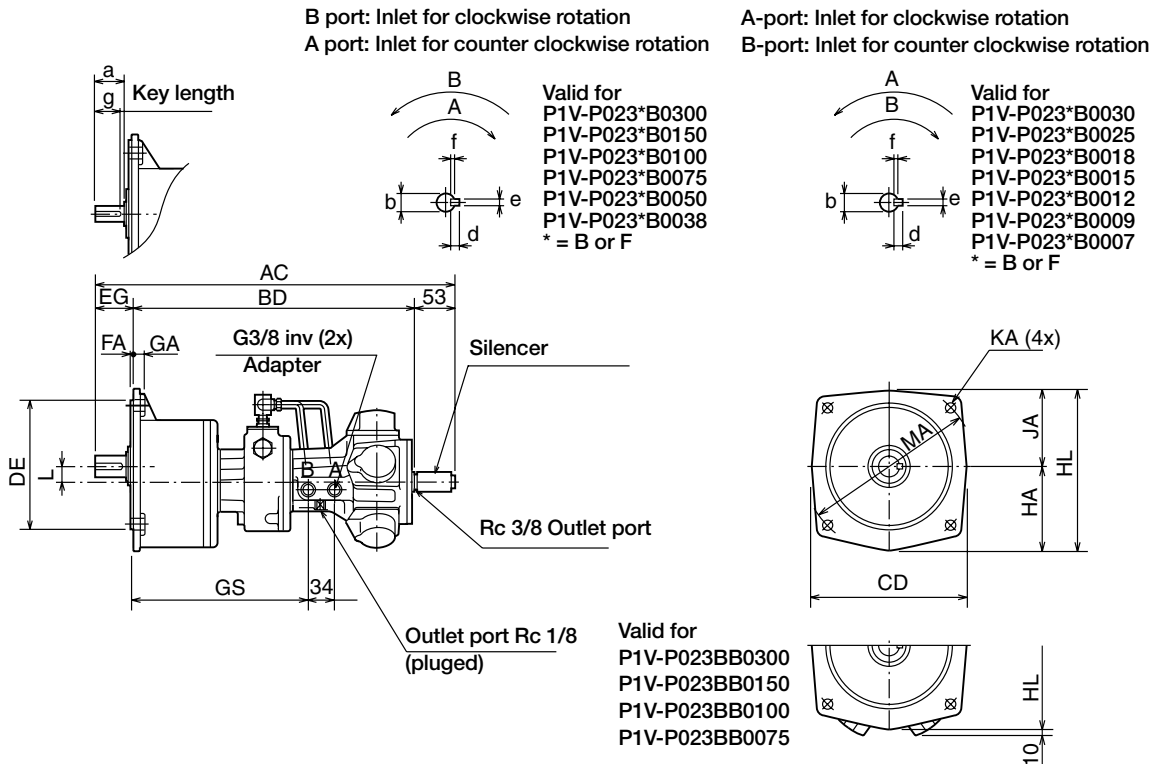 B port: Inlet for clockwise rotation
A port: Inlet for counter clockwise rotation
A-port: Inlet for clockwise rotation
B-port: Inlet for counter clockwise rotation
a
g
Key length
B
A
f
b
e
d
Valid for
P1V-P023*B0300
P1V-P023*B0150
P1V-P023*B0100
P1V-P023*B0075
P1V-P023*B0050
P1V-P023*B0038
* = B or F
A
B
f
b
e
d
Valid for
P1V-P023*B0030
P1V-P023*B0025
P1V-P023*B0018
P1V-P023*B0015
P1V-P023*B0012
P1V-P023*B0009
P1V-P023*B0007
* = B or F
AC
EG
BD
53
FA
GA
G3/8 inv (2x)
Adapter
Silencer
DE
L
B
A
Rc 3/8 Outlet port
GS
34
Outlet port Rc 1/8
(pluged)
KA (4x)
MA
JA
HA
HL
CD
Valid for
P1V-P023BB0300
P1V-P023BB0150
P1V-P023BB0100
P1V-P023BB0075
HL
10